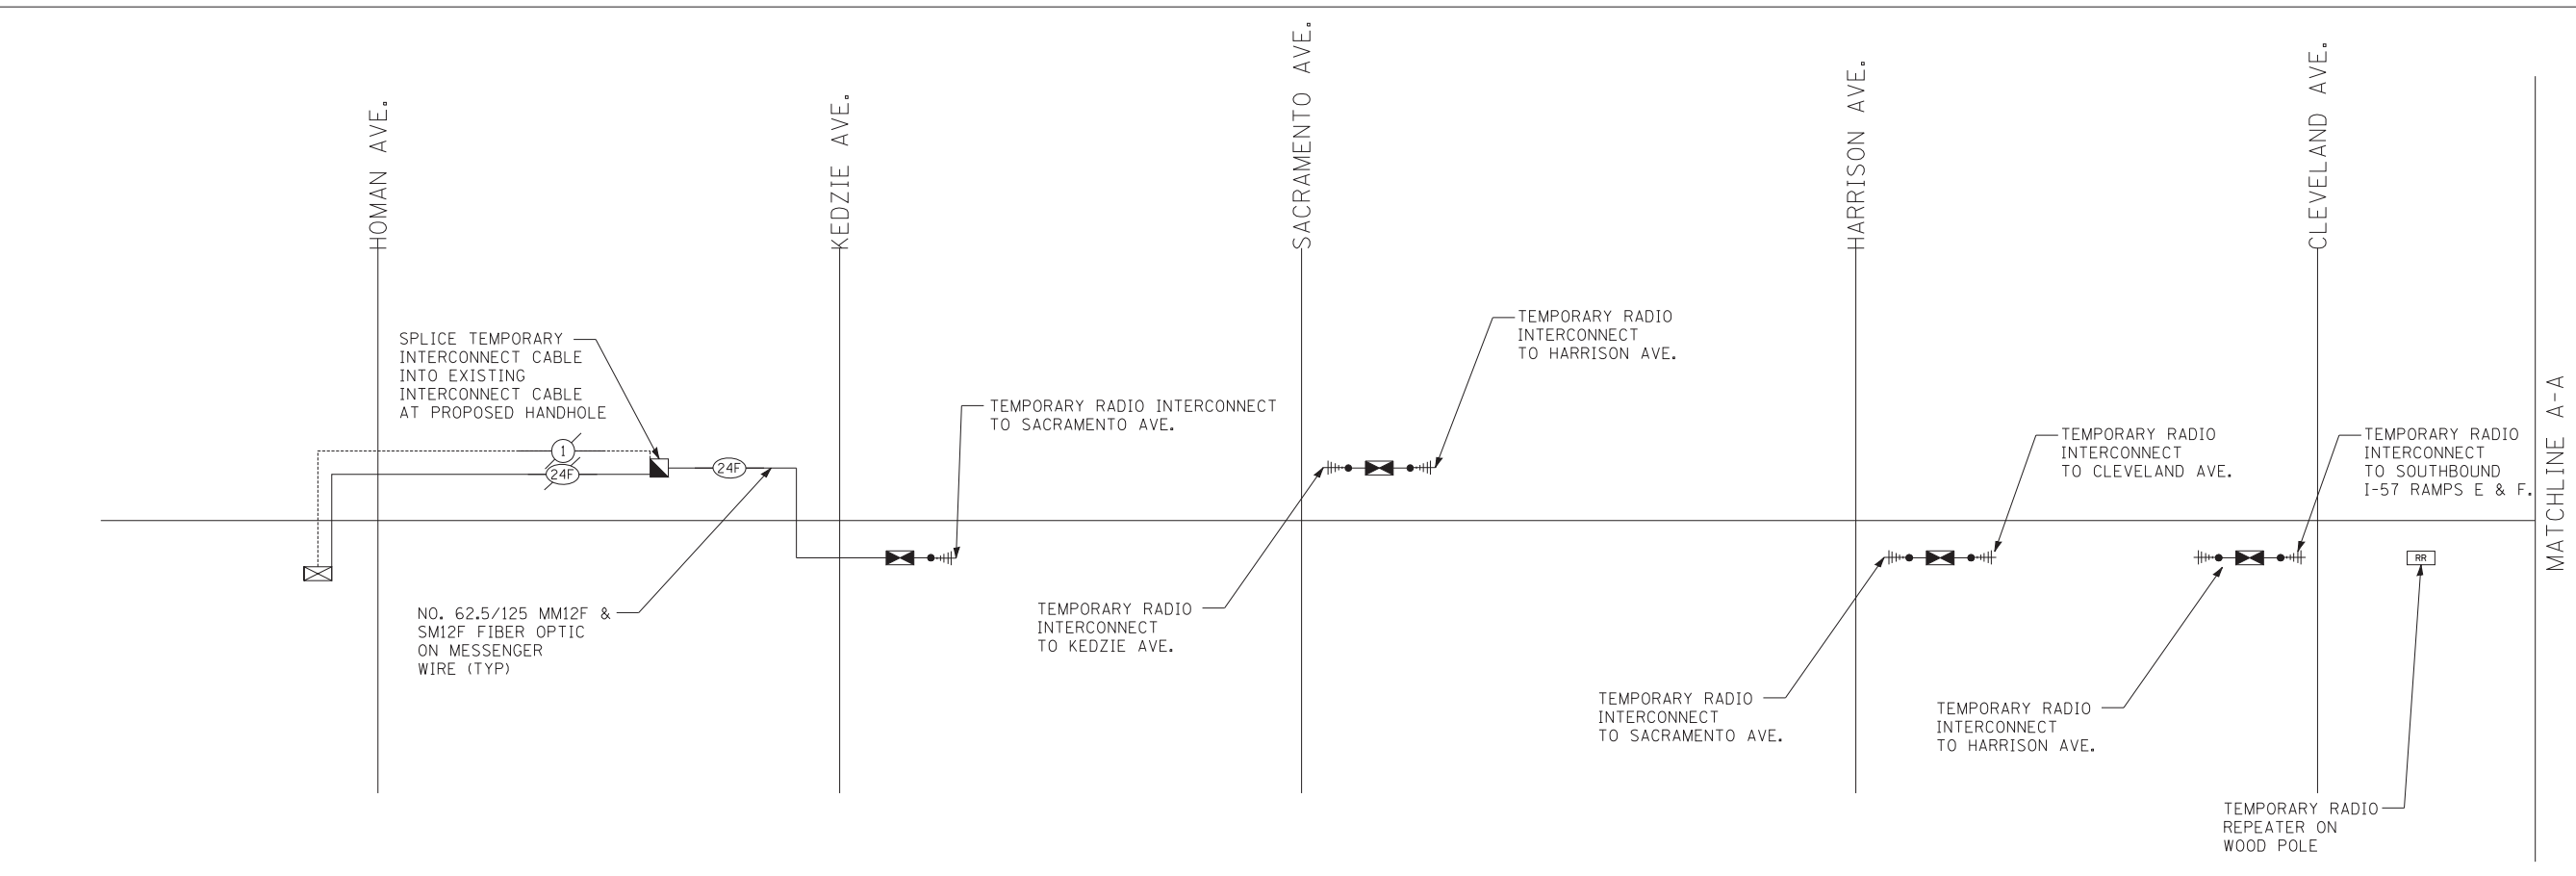 HOMAN AVE.
KEDZIE AVE.
SACRAMENTO AVE.
HARRISON AVE.
CLEVELAND AVE.
SPLICE TEMPORARY
INTERCONNECT CABLE
INTO EXISTING
INTERCONNECT CABLE
AT PROPOSED HANDHOLE
1
24F
24F
NO. 62.5/125 MM12F &
SM12F FIBER OPTIC
ON MESSENGER
WIRE (TYP)
TEMPORARY RADIO INTERCONNECT
TO SACRAMENTO AVE.
TEMPORARY RADIO
INTERCONNECT
TO KEDZIE AVE.
TEMPORARY RADIO
INTERCONNECT
TO HARRISON AVE.
TEMPORARY RADIO
INTERCONNECT
TO SACRAMENTO AVE.
TEMPORARY RADIO
INTERCONNECT
TO CLEVELAND AVE.
TEMPORARY RADIO
INTERCONNECT
TO HARRISON AVE.
TEMPORARY RADIO
INTERCONNECT
TO SOUTHBOUND
I-57 RAMPS E & F.
RR
TEMPORARY RADIO
REPEATER ON
WOOD POLE
MATCHLINE A-A